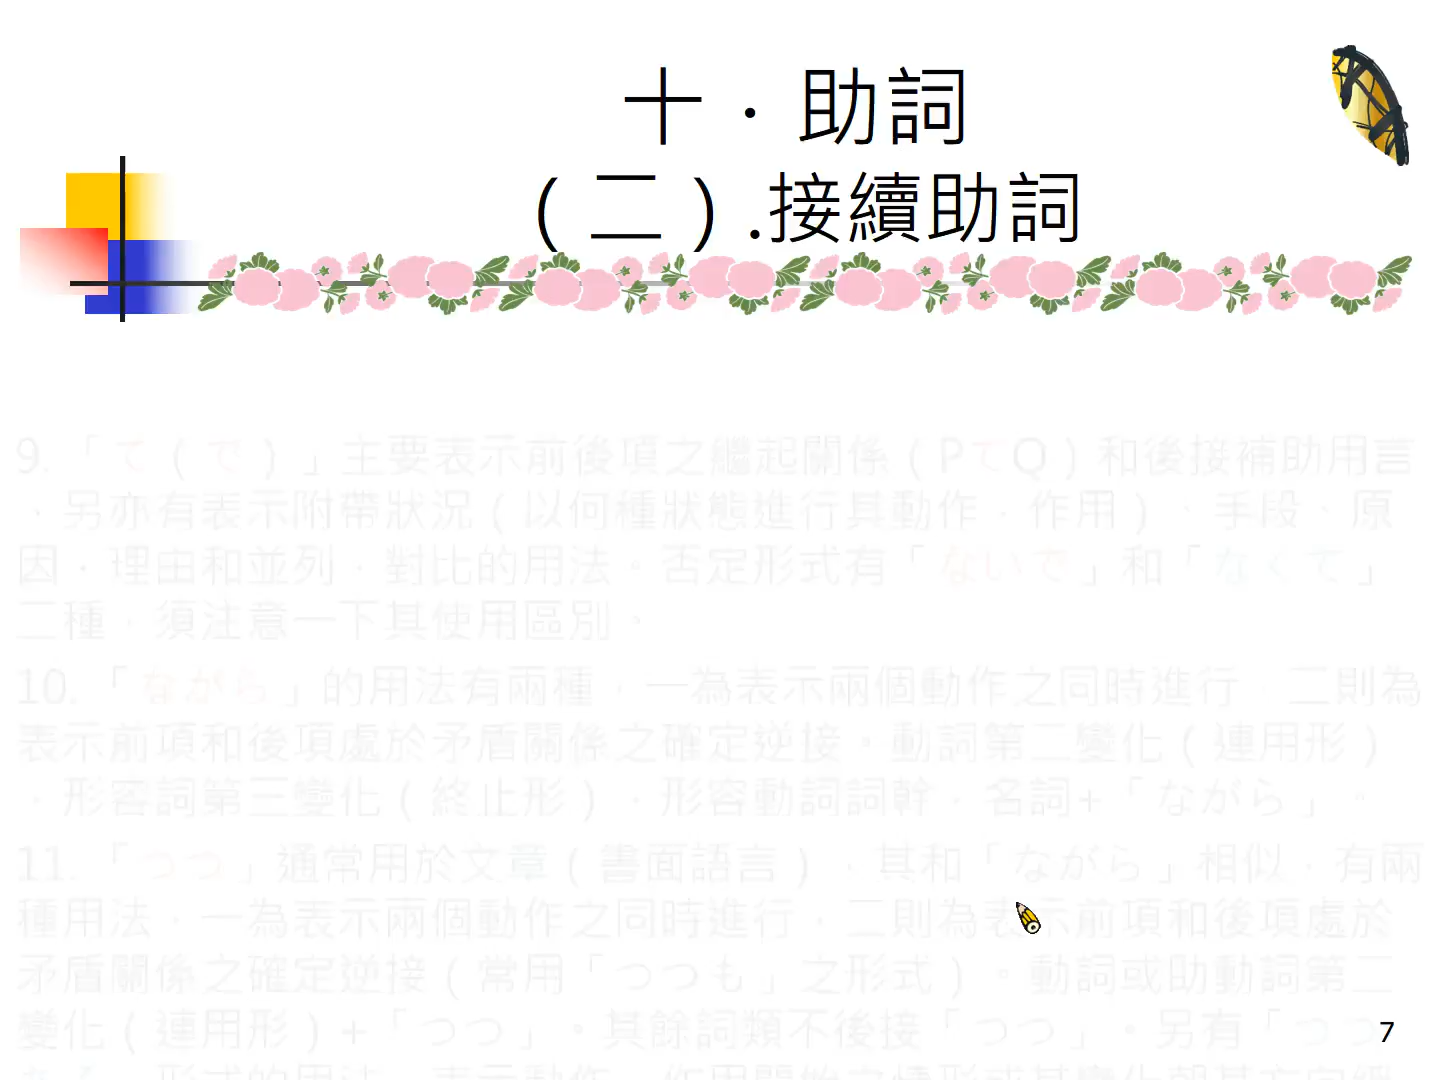 十．助詞
（二）.接續助詞
9. 「て（で）」主要表示前後項之繼起關係（PてQ）和後接補助用言
，另亦有表示附帶狀況（以何種狀態進行其動作．作用）、手段、原
因．理由和並列．對比的用法。否定形式有「ないで」和「なくて」
二種，須注意一下其使用區別。
10. 「ながら」的用法有兩種，一為表示兩個動作之同時進行，二則為
表示前項和後項處於矛盾關係之確定逆接。動詞第二變化（連用形）
，形容詞第三變化（終止形），形容動詞詞幹．名詞+「ながら」。
11. 「つつ」通常用於文章（書面語言），其和「ながら」相似，有兩
種用法，一為表示兩個動作之同時進行，二則為表示前項和後項處於
矛盾關係之確定逆接（常用「つつも」之形式）。動詞或助動詞第二
變化（連用形）+「つつ」。其餘詞類不後接「つつ」。另有「つつ
7